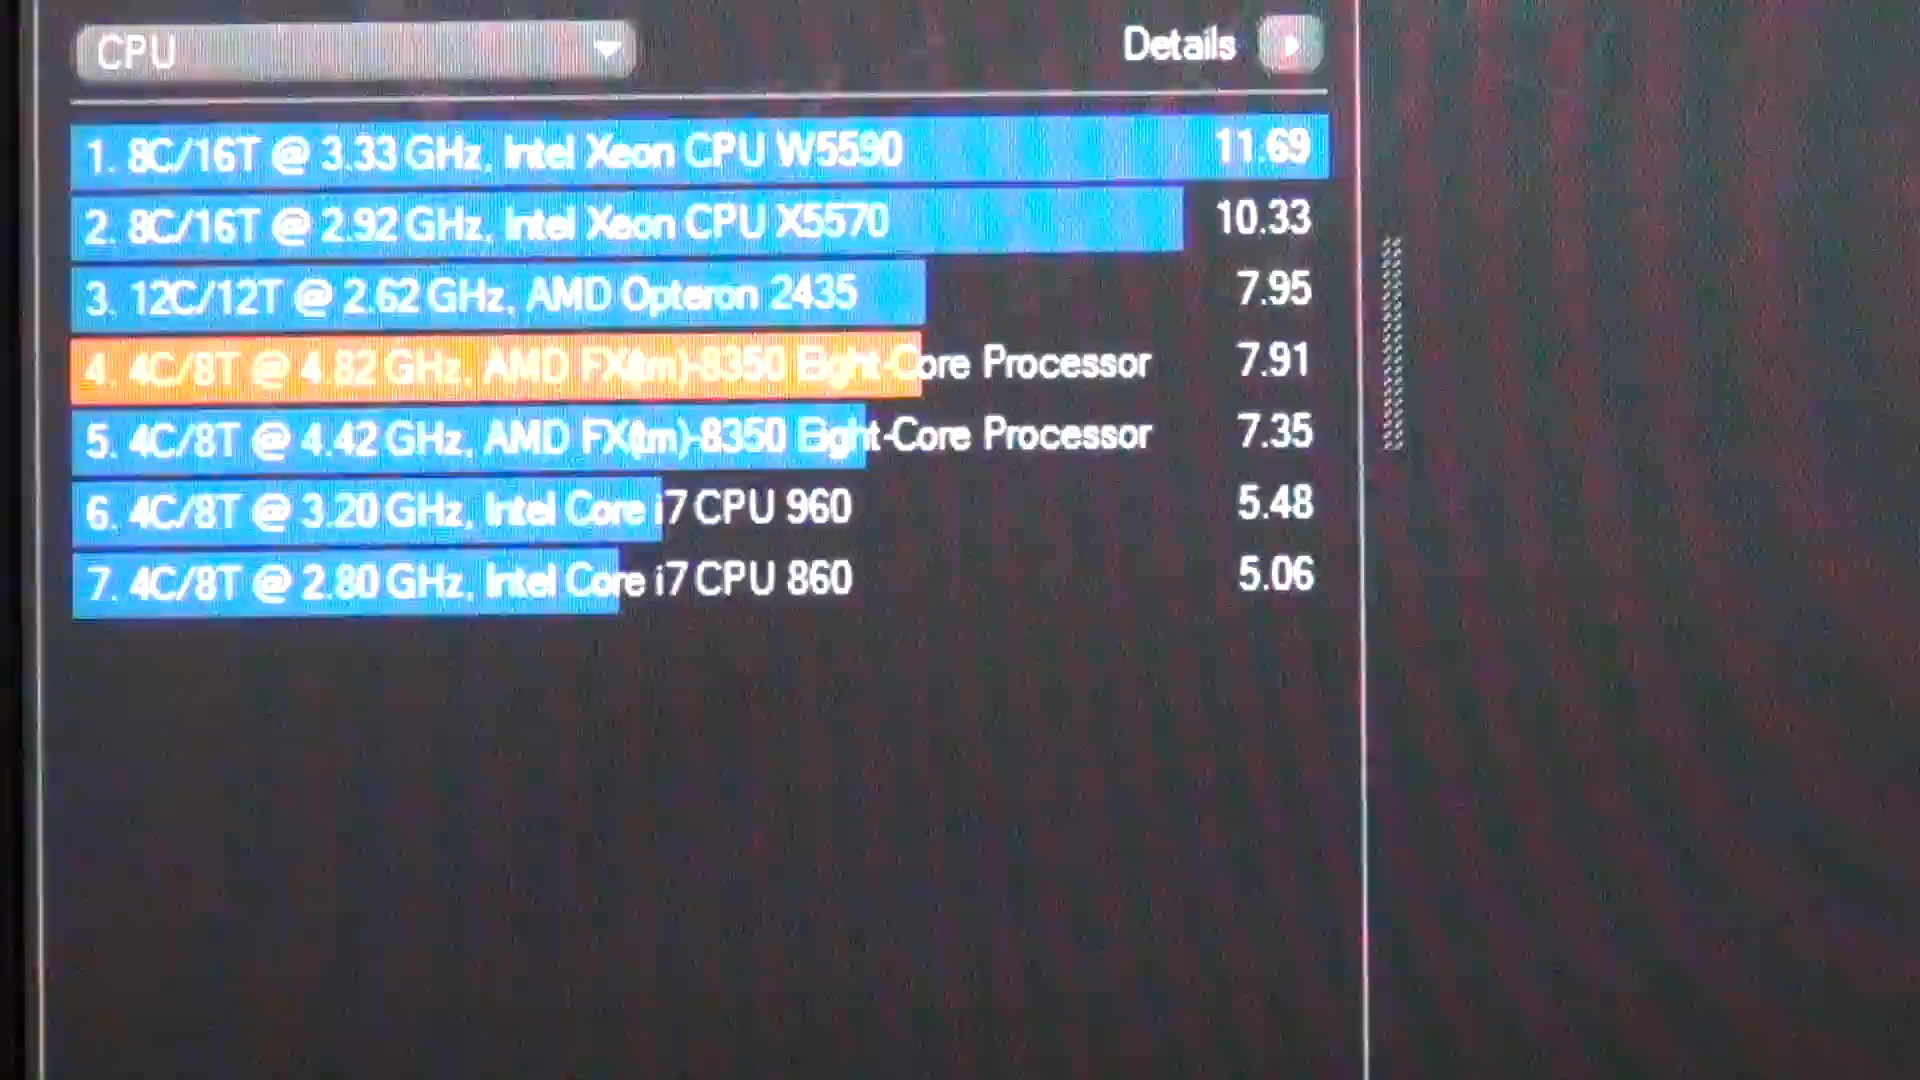 CPU
Details
1. 8C/16T @ 3.33 GHz, Intel Xeon CPU W5590 11.69
2. 8C/16T @ 2.92 GHz, Intel Xeon CPU X5570 10.33
3. 12C/12T @ 2.62 GHz, AMD Opteron 2435 7.95
4. 4C/8T @ 4.82 GHz, AMD FX(tm)-8350 Eight-Core Processor 7.91
5. 4C/8T @ 4.42 GHz, AMD FX(tm)-8350 Eight-Core Processor 7.35
6. 4C/8T @ 3.20 GHz, Intel Core i7 CPU 960 5.48
7. 4C/8T @ 2.80 GHz, Intel Core i7 CPU 860 5.06